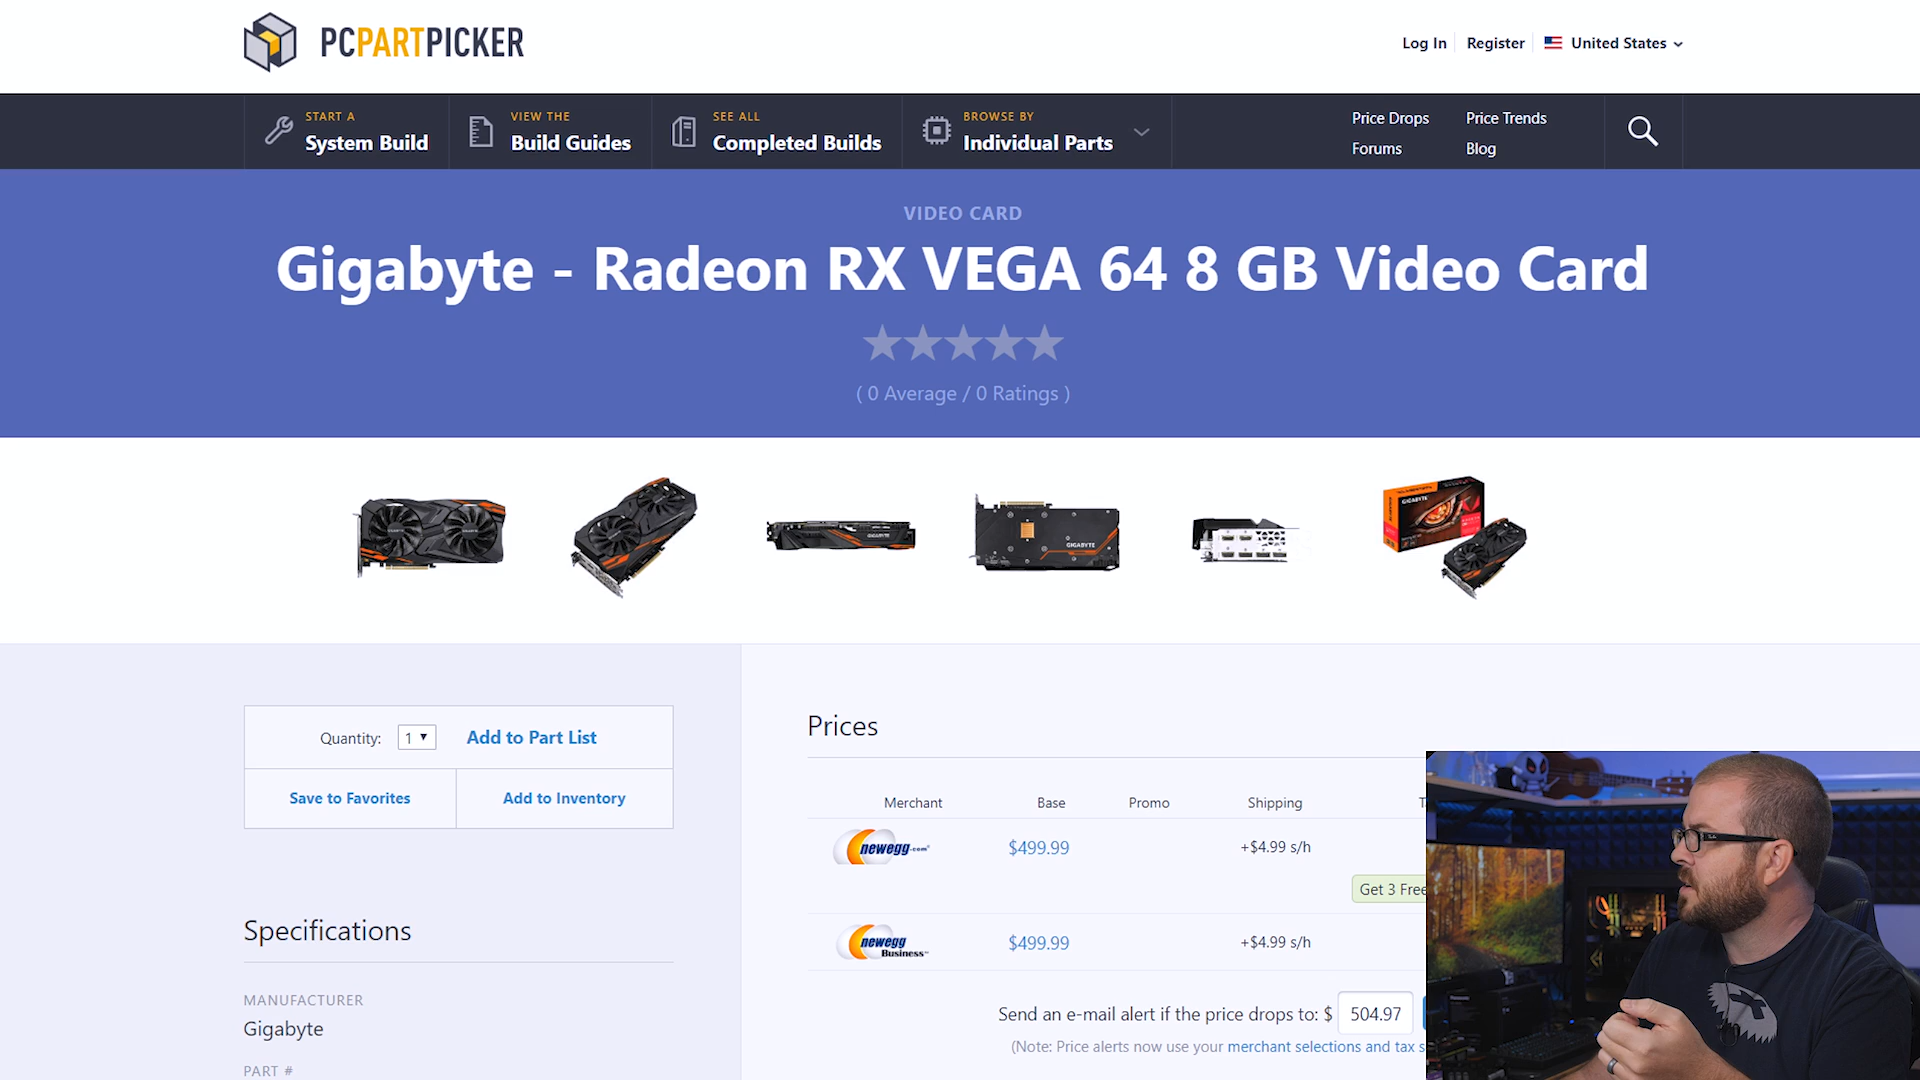 PCPARTPICKER
Log In
Register
United States
START A
System Build
VIEW THE
Build Guides
SEE ALL
Completed Builds
BROWSE BY
Individual Parts
Price Drops
Price Trends
Forums
Blog
VIDEO CARD
Gigabyte - Radeon RX VEGA 64 8 GB Video Card
( 0 Average / 0 Ratings )
GIGABYTE
GIGABYTE
Quantity:
1
Add to Part List
Save to Favorites
Add to Inventory
Specifications
MANUFACTURER
Gigabyte
PART #
Prices
Merchant
Base
Promo
Shipping
newegg.com
$499.99
+$4.99 s/h
Get 3 Free
newegg
Business
$499.99
+$4.99 s/h
Send an e-mail alert if the price drops to: $
504.97
(Note: Price alerts now use your merchant selections and tax s